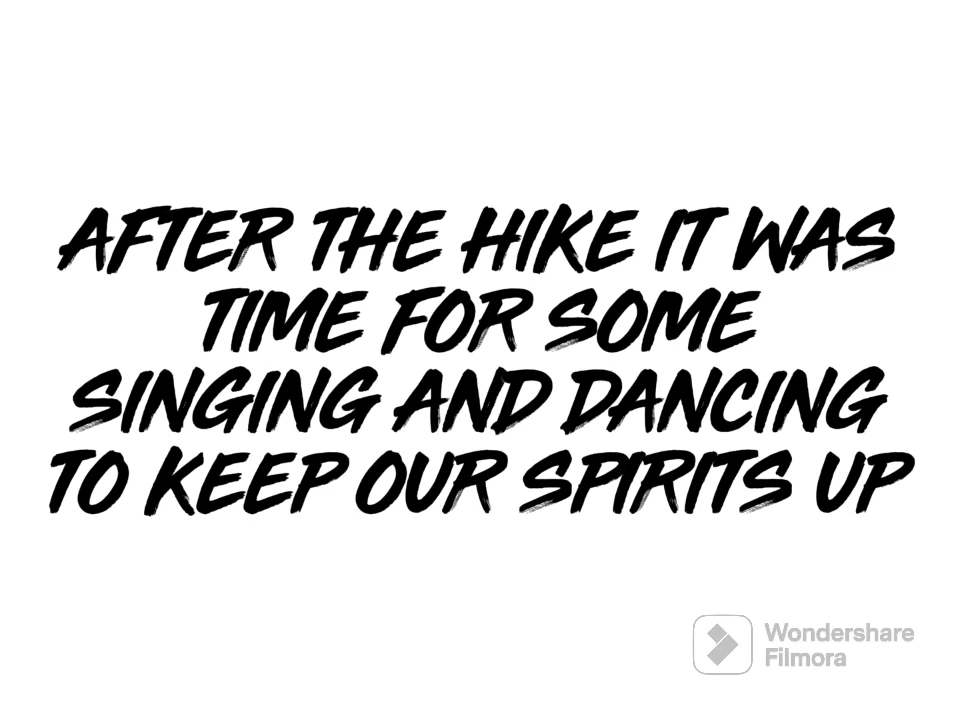 AFTER THE HIKE IT WAS
TIME FOR SOME
SINGING AND DANCING
TO KEEP OUR SPIRITS UP
Wondershare
Filmora